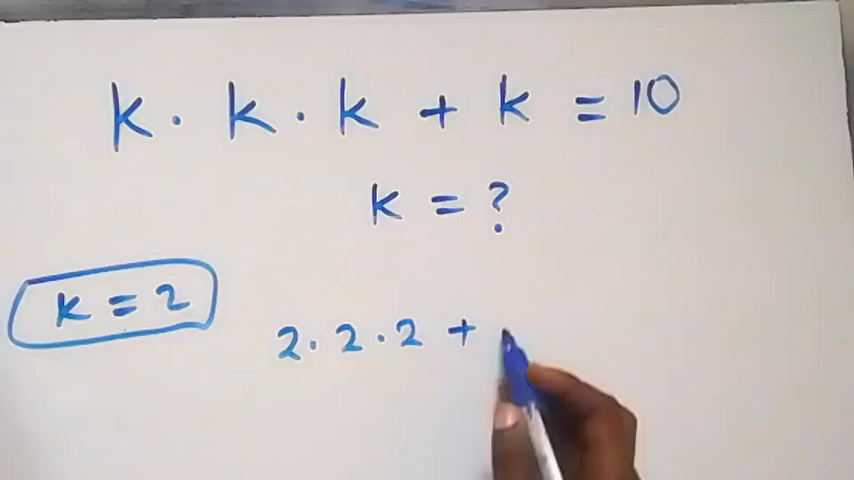 k · k · k + k = 10
k = ?
k = 2
2 · 2 · 2 +